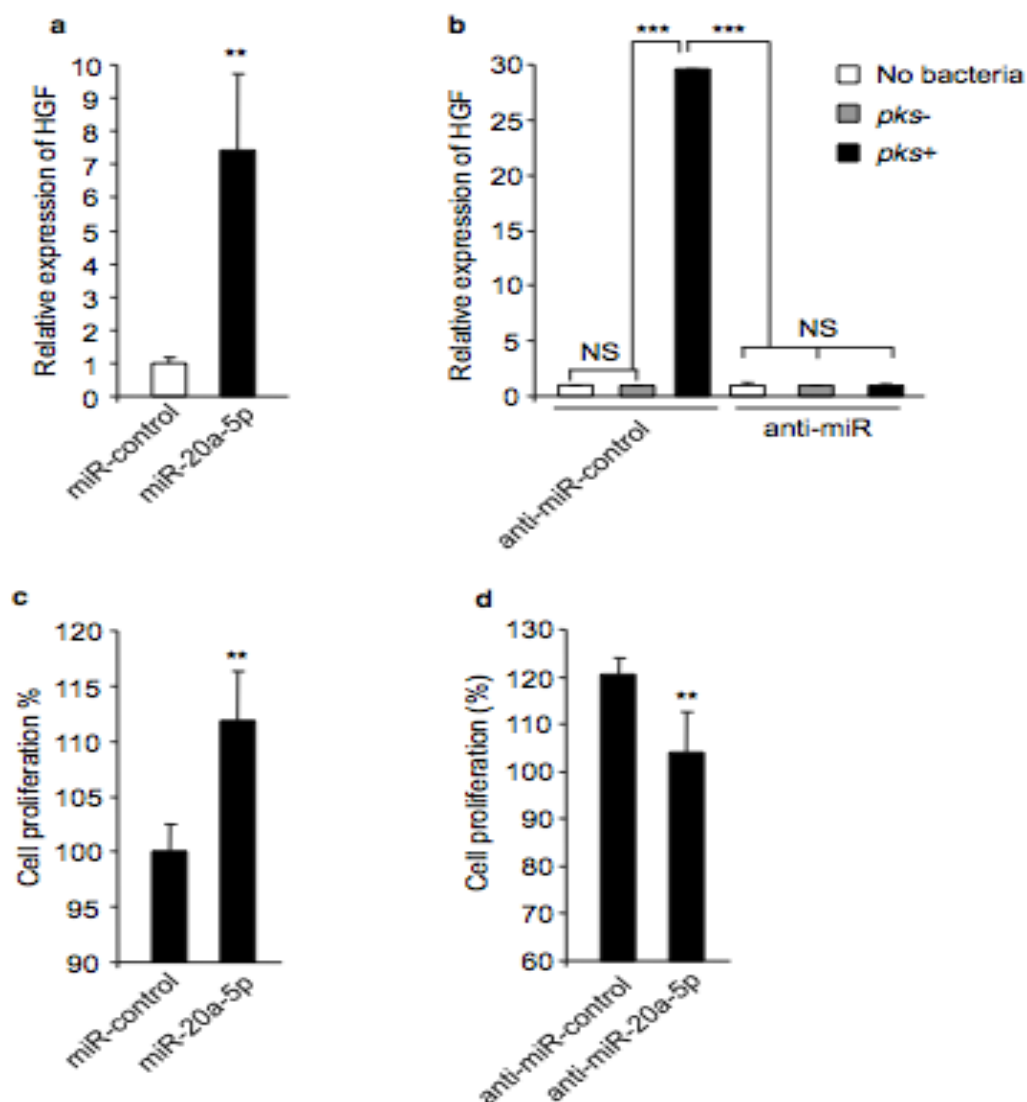 a
**
Relative expression of HGF
10
9
8
7
6
5
4
3
2
1
0
miR-control
miR-20a-5p
b
*** ***
Relative expression of HGF
30
25
20
15
10
5
0
NS
NS
anti-miR-control
anti-miR
No bacteria
pks-
pks+
c
**
Cell proliferation %
120
115
110
105
100
95
90
miR-control
miR-20a-5p
d
**
Cell proliferation (%)
130
120
110
100
90
80
70
60
anti-miR-control
anti-miR-20a-5p